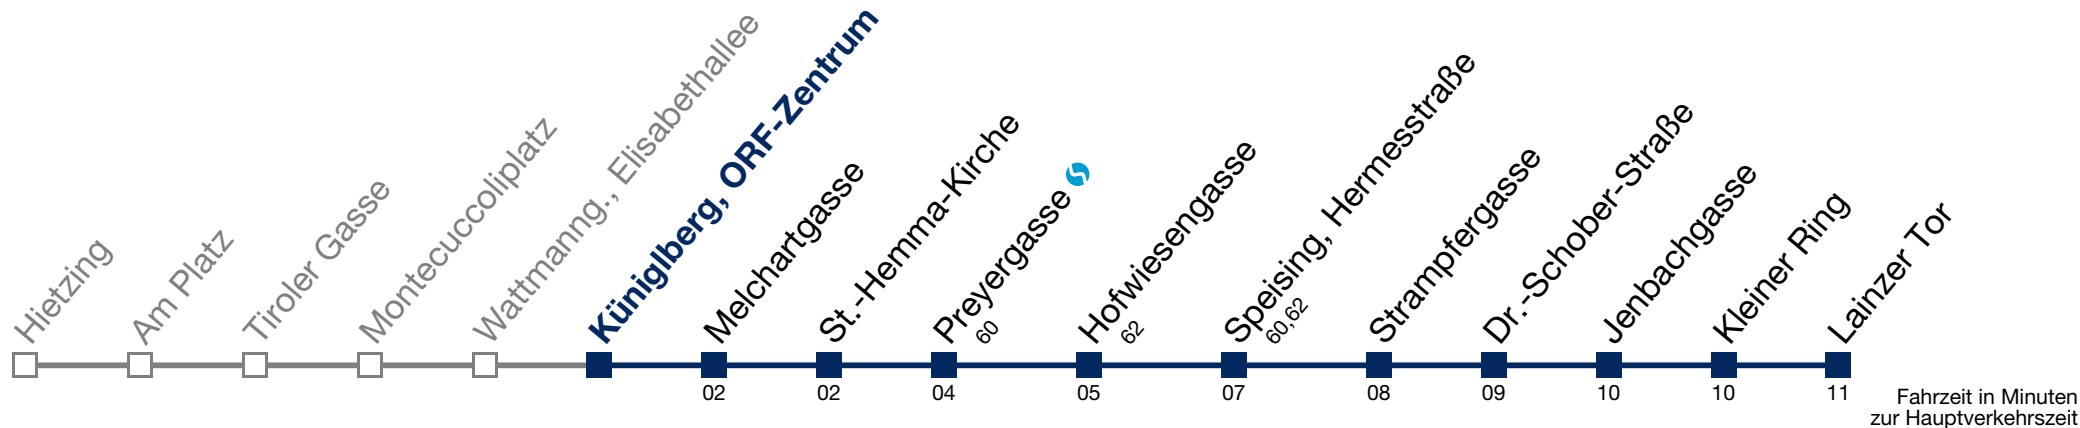 Hietzing
Am Platz
Tiroler Gasse
Montecuccoliplatz
Wattmanng., Elisabethallee
Küniglberg, ORF-Zentrum
Melchartgasse
St.-Hemma-Kirche
Preyergasse
60
Hofwiesengasse
62
Speising, Hermesstraße
60,62
Strampfergasse
Dr.-Schober-Straße
Jenbachgasse
Kleiner Ring
Lainzer Tor
02
02
04
05
07
08
09
10
10
11
Fahrzeit in Minuten
zur Hauptverkehrszeit